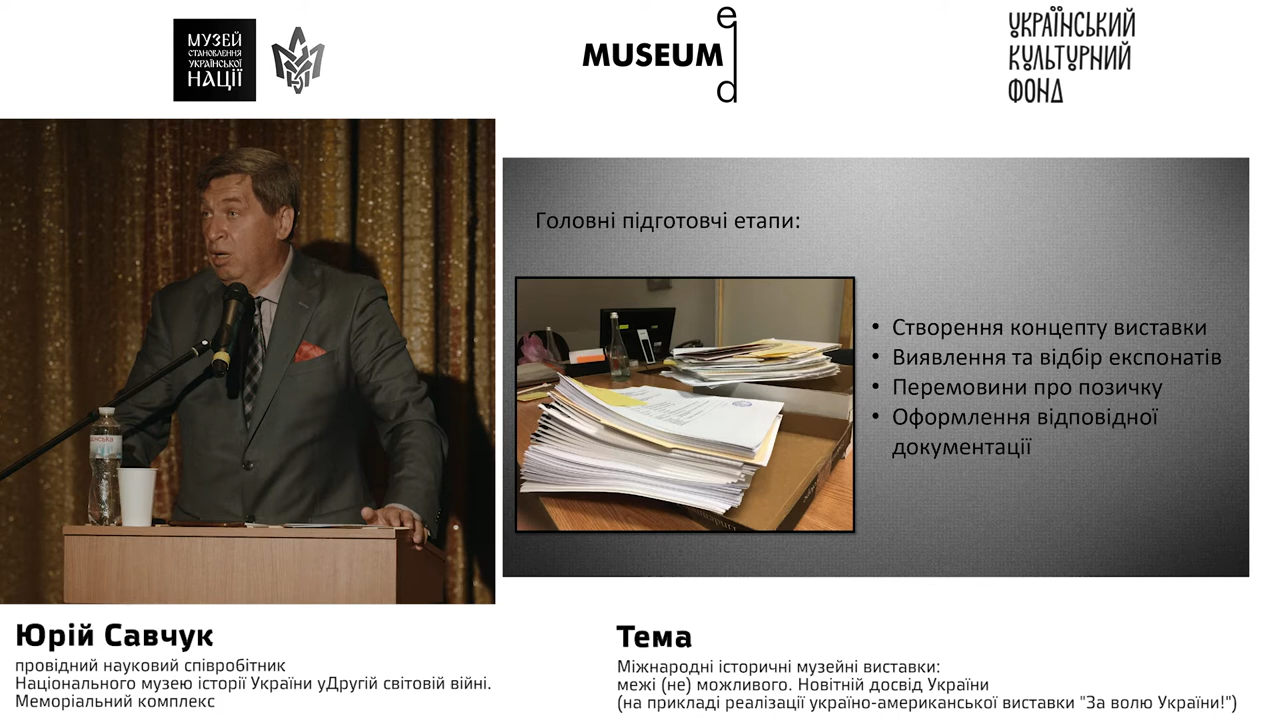 МУЗЕЙ
СТАНОВЛЕННЯ
УКРАЇНСЬКОЇ
НАЦІЇ
MUSEUM
ed
УКРАЇНСЬКИЙ
КУЛЬТУРНИЙ
ФОНД
Головні підготовчі етапи:
• Створення концепту виставки
• Виявлення та відбір експонатів
• Перемовини про позичку
• Оформлення відповідної
документації
Юрій Савчук
провідний науковий співробітник
Національного музею історії України уДругій світовій війні.
Меморіальний комплекс
Тема
Міжнародні історичні музейні виставки:
межі (не) можливого. Новітній досвід України
(на прикладі реалізації україно-американської виставки "За волю України!")